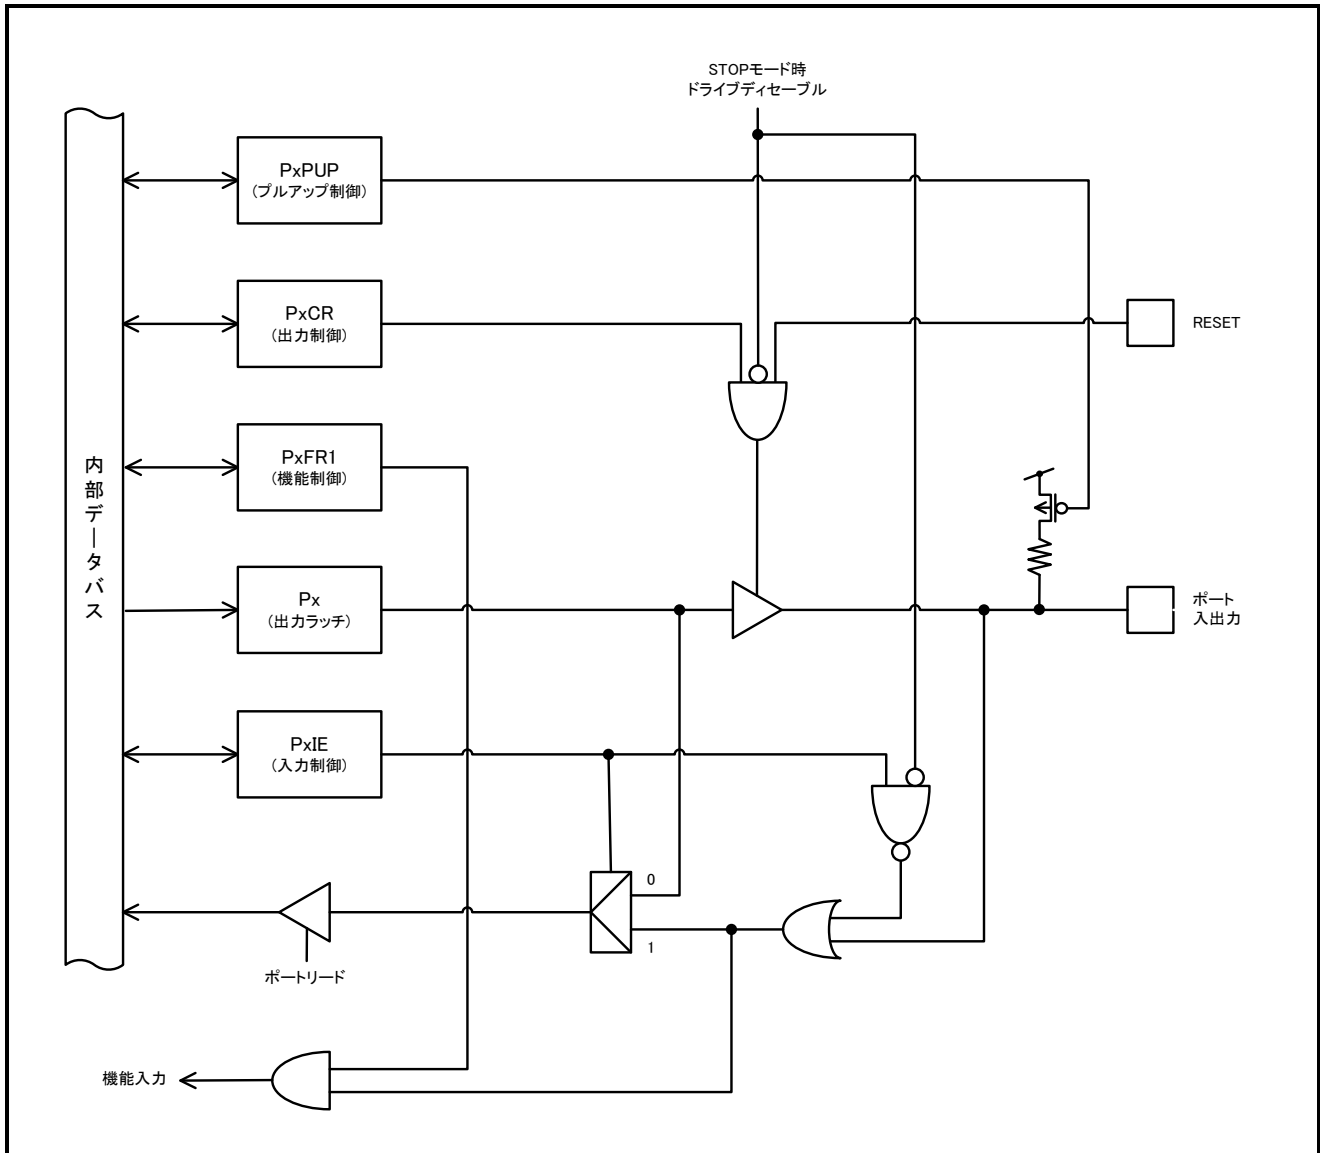 STOPモード時
ドライブディセーブル
PxPUP
(プルアップ制御)
PxCR
(出力制御)
RESET
PxFR1
(機能制御)
内部データバス
Px
(出力ラッチ)
ポート
入出力
PxIE
(入力制御)
0
1
ポートリード
機能入力